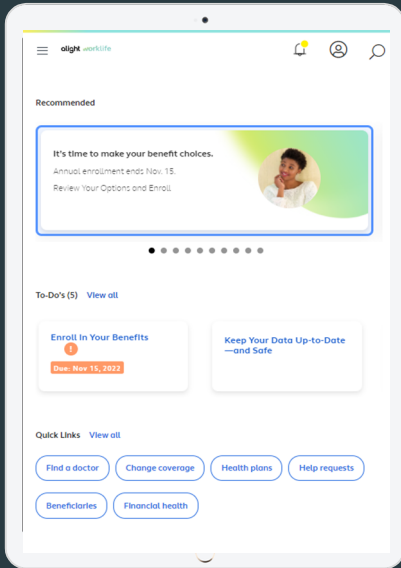 alight worklife
Recommended
It's time to make your benefit choices.
Annual enrollment ends Nov. 15.
Review Your Options and Enroll
To-Do's (5) View all
Enroll In Your Benefits
!
Due: Nov 15, 2022
Keep Your Data Up-to-Date
—and Safe
Quick Links View all
Find a doctor Change coverage Health plans Help requests
Beneficiaries Financial health